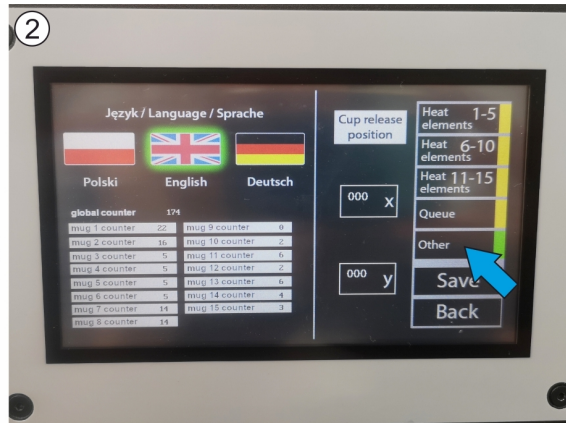 2
Język / Language / Sprache
Polski English Deutsch
global counter 174
mug 1 counter 22
mug 2 counter 16
mug 3 counter 5
mug 4 counter 5
mug 5 counter 5
mug 6 counter 5
mug 7 counter 14
mug 8 counter 14
mug 9 counter 0
mug 10 counter 2
mug 11 counter 6
mug 12 counter 2
mug 13 counter 6
mug 14 counter 4
mug 15 counter 3
Cup release
position
000 x
000 y
Heat 1-5
elements
Heat 6-10
elements
Heat 11-15
elements
Queue
Other
Save
Back